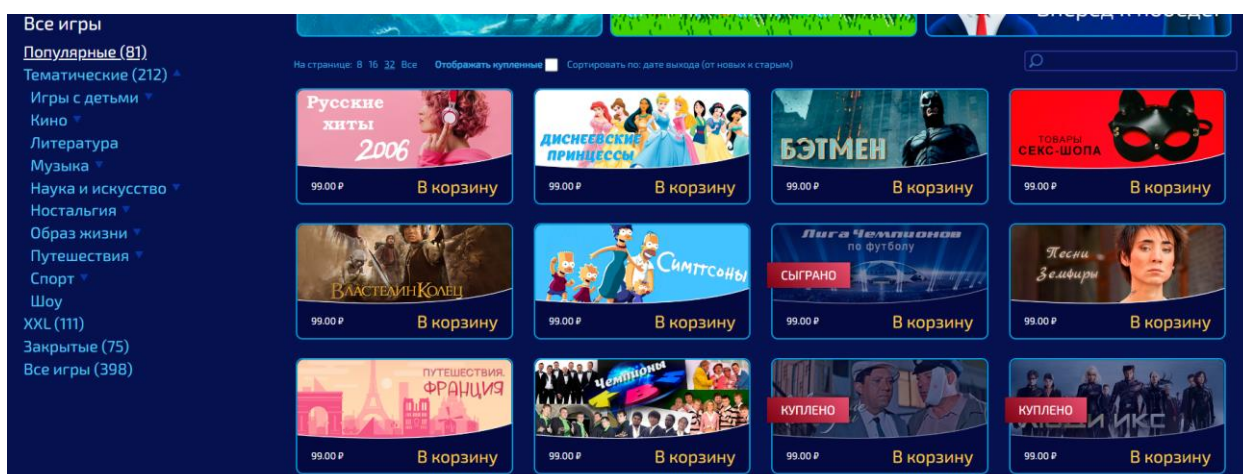 Все игры
Популярные (81)
Тематические (212)
Игры с детьми
Кино
Литература
Музыка
Наука и искусство
Ностальгия
Образ жизни
Путешествия
Спорт
Шоу
XXL (111)
Закрытые (75)
Все игры (398)
На странице: 8 16 32 Все Отображать купленные Сортировать по: дате выхода (от новых к старым)
Русские
хиты
2006
99.00 ₽ В корзину
ДИСНЕЕВСКИЕ
ПРИНЦЕССЫ
99.00 ₽ В корзину
БЭТМЕН
99.00 ₽ В корзину
ТОВАРЫ
СЕКС-ШОПА
99.00 ₽ В корзину
ВЛАСТЕЛИН КОЛЕЦ
99.00 ₽ В корзину
Симпсоны
99.00 ₽ В корзину
Лига Чемпионов
по футболу
СЫГРАНО
99.00 ₽ В корзину
Песни
Земфиры
99.00 ₽ В корзину
ПУТЕШЕСТВИЯ.
ФРАНЦИЯ
99.00 ₽ В корзину
Чемпионы
КВН
99.00 ₽ В корзину
КУПЛЕНО
99.00 ₽ В корзину
КУПЛЕНО
ЛЮДИ ИКС
99.00 ₽ В корзину